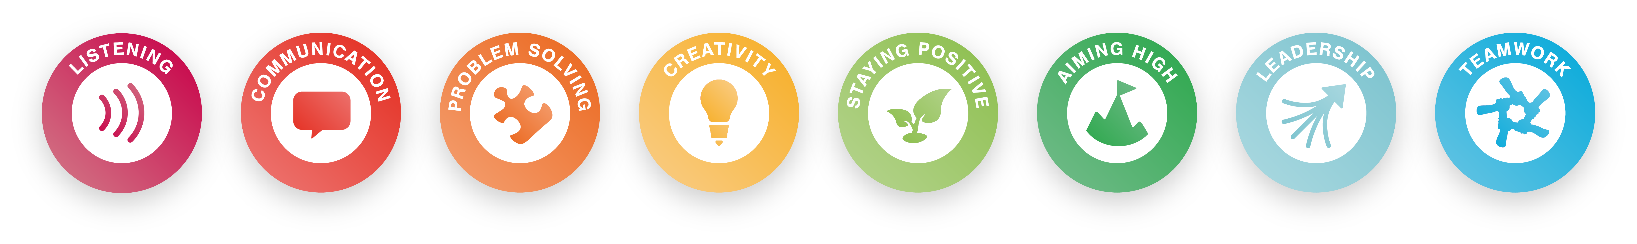 LISTENING
COMMUNICATION
PROBLEM SOLVING
CREATIVITY
STAYING POSITIVE
AIMING HIGH
LEADERSHIP
TEAMWORK